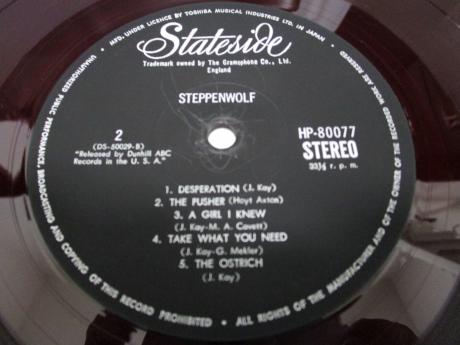 • MFD. UNDER LICENCE BY TOSHIBA MUSICAL INDUSTRIES LTD. IN JAPAN •
Stateside
Trademark owned by The Gramophone Co., Ltd.
England
STEPPENWOLF
2
(DS-50029-B)
"Released by Dunhill ABC
Records in the U. S. A."
HP-80077
STEREO
33⅓ r. p. m.
1. DESPERATION (J. Kay)
2. THE PUSHER (Hoyt Axton)
3. A GIRL I KNEW
(J. Kay-M. A. Cavett)
4. TAKE WHAT YOU NEED
(J. Kay-G. Mekler)
5. THE OSTRICH
(J. Kay)
UNAUTHORIZED PUBLIC PERFORMANCE, BROADCASTING AND COPYING OF THIS RECORD PROHIBITED • ALL RIGHTS OF THE MANUFACTURER AND OF THE OWNER OF THE RECORDED WORK ARE RESERVED